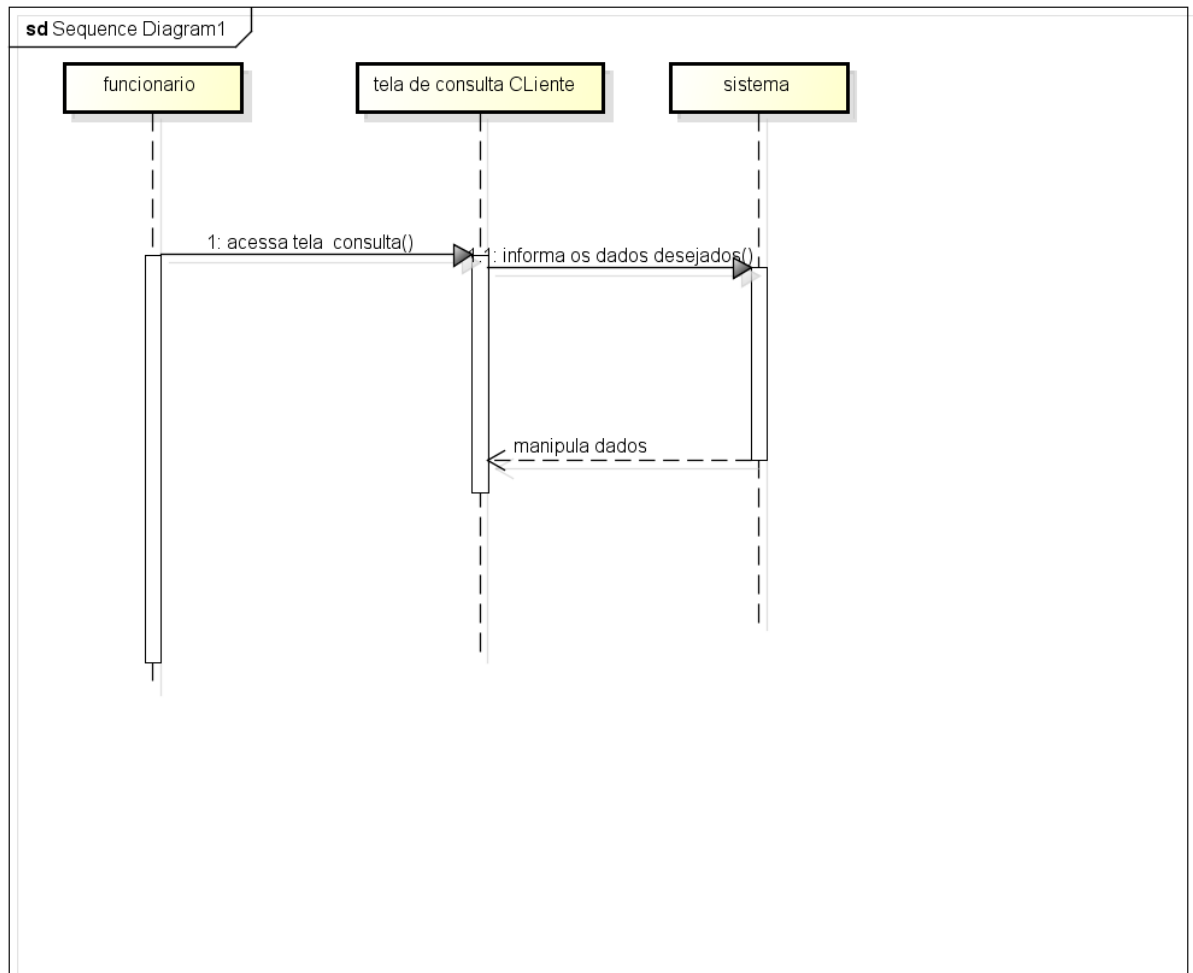 sd Sequence Diagram1
funcionario
tela de consulta CLiente
sistema
1: acessa tela consulta()
1.1: informa os dados desejados()
manipula dados